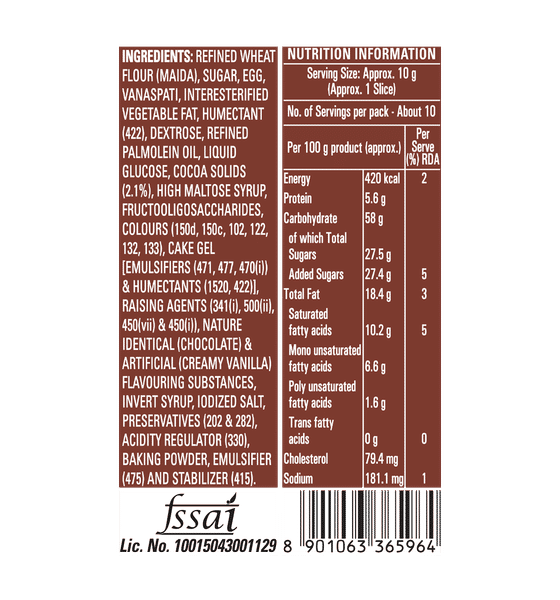 INGREDIENTS: REFINED WHEAT
FLOUR (MAIDA), SUGAR, EGG,
VANASPATI, INTERESTERIFIED
VEGETABLE FAT, HUMECTANT
(422), DEXTROSE, REFINED
PALMOLEIN OIL, LIQUID
GLUCOSE, COCOA SOLIDS
(2.1%), HIGH MALTOSE SYRUP,
FRUCTOOLIGOSACCHARIDES,
COLOURS (150d, 150c, 102, 122,
132, 133), CAKE GEL
[EMULSIFIERS (471, 477, 470(i))
& HUMECTANTS (1520, 422)],
RAISING AGENTS (341(i), 500(ii),
450(vii) & 450(i)), NATURE
IDENTICAL (CHOCOLATE) &
ARTIFICIAL (CREAMY VANILLA)
FLAVOURING SUBSTANCES,
INVERT SYRUP, IODIZED SALT,
PRESERVATIVES (202 & 282),
ACIDITY REGULATOR (330),
BAKING POWDER, EMULSIFIER
(475) AND STABILIZER (415).
NUTRITION INFORMATION
Serving Size: Approx. 10 g
(Approx. 1 Slice)
No. of Servings per pack - About 10
Per 100 g product (approx.) Per Serve (%) RDA
Energy 420 kcal 2
Protein 5.6 g
Carbohydrate 58 g
of which Total
Sugars 27.5 g
Added Sugars 27.4 g 5
Total Fat 18.4 g 3
Saturated
fatty acids 10.2 g 5
Mono unsaturated
fatty acids 6.6 g
Poly unsaturated
fatty acids 1.6 g
Trans fatty
acids 0 g 0
Cholesterol 79.4 mg
Sodium 181.1 mg 1
fssai
Lic. No. 10015043001129
8 901063 365964